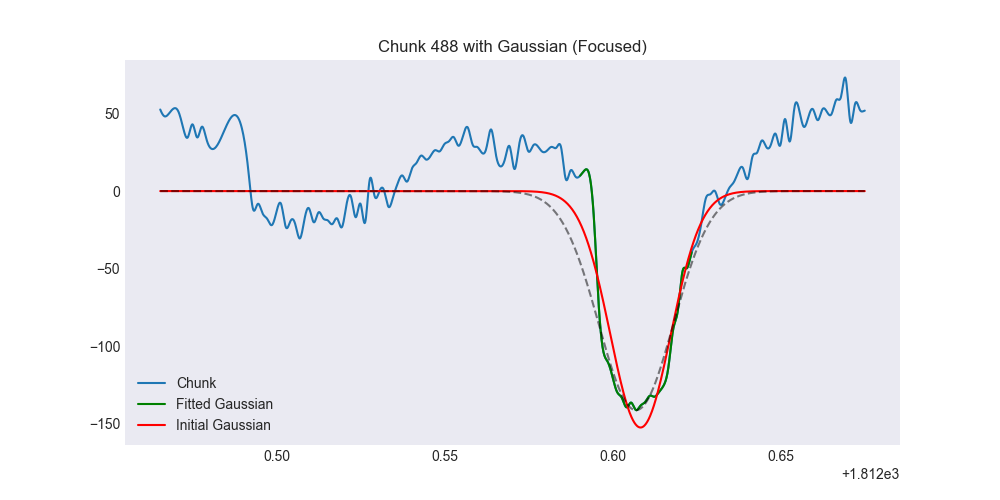 Chunk 488 with Gaussian (Focused)
50
0
−50
−100
−150
Chunk
Fitted Gaussian
Initial Gaussian
0.50 0.55 0.60 0.65
+1.812e3